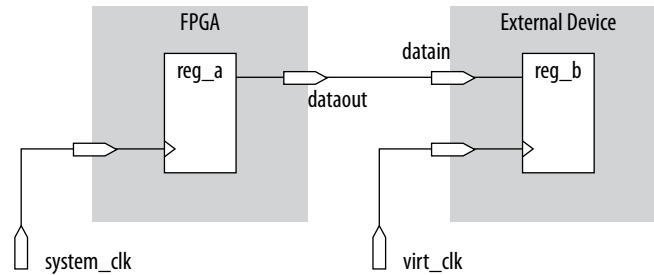 FPGA
External Device
datain
reg_a
reg_b
dataout
system_clk
virt_clk